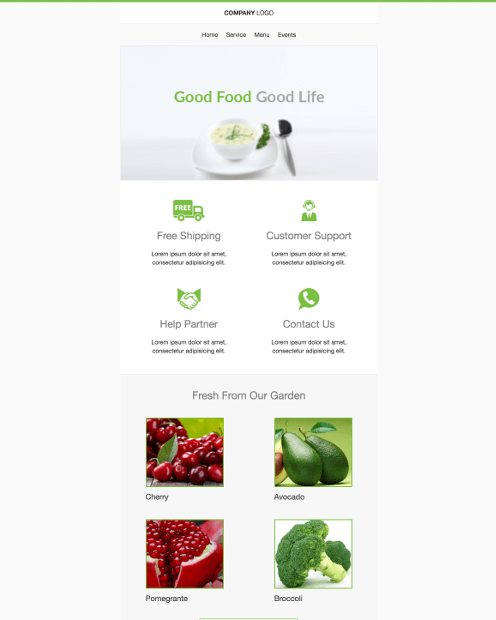 COMPANY LOGO
Home Service Menu Events
Good Food Good Life
FREE
Free Shipping
Lorem ipsum dolor sit amet,
consectetur adipisicing elit.
Customer Support
Lorem ipsum dolor sit amet,
consectetur adipisicing elit.
Help Partner
Lorem ipsum dolor sit amet,
consectetur adipisicing elit.
Contact Us
Lorem ipsum dolor sit amet,
consectetur adipisicing elit.
Fresh From Our Garden
Cherry
Avocado
Pomegrante
Broccoli